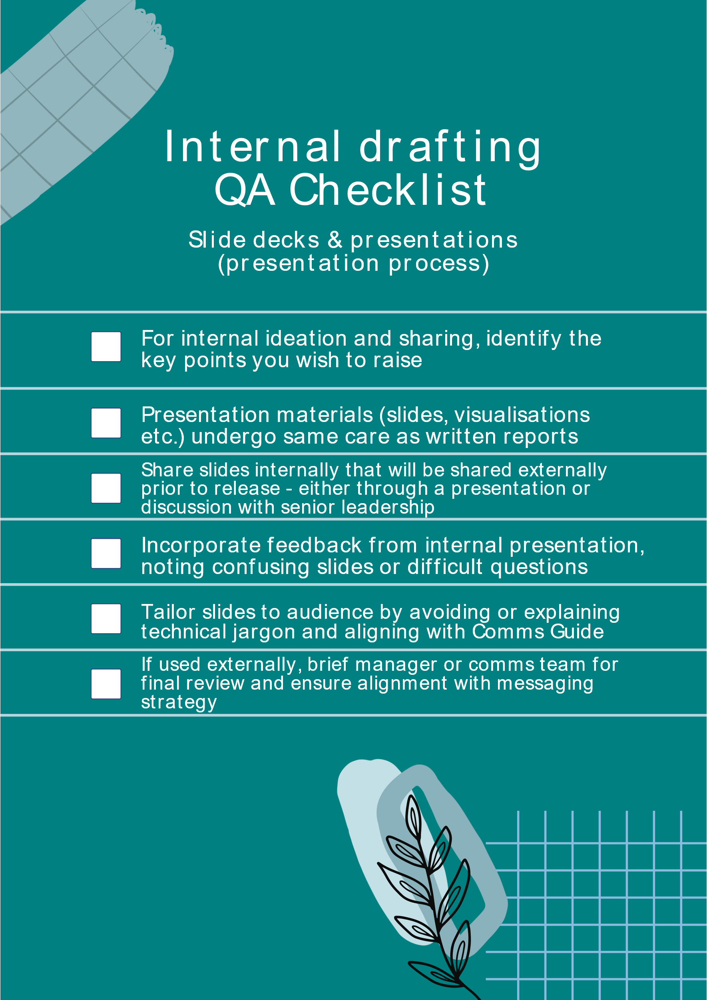 Internal drafting
QA Checklist
Slide decks & presentations
(presentation process)
For internal ideation and sharing, identify the
key points you wish to raise
Presentation materials (slides, visualisations
etc.) undergo same care as written reports
Share slides internally that will be shared externally
prior to release - either through a presentation or
discussion with senior leadership
Incorporate feedback from internal presentation,
noting confusing slides or difficult questions
Tailor slides to audience by avoiding or explaining
technical jargon and aligning with Comms Guide
If used externally, brief manager or comms team for
final review and ensure alignment with messaging
strategy